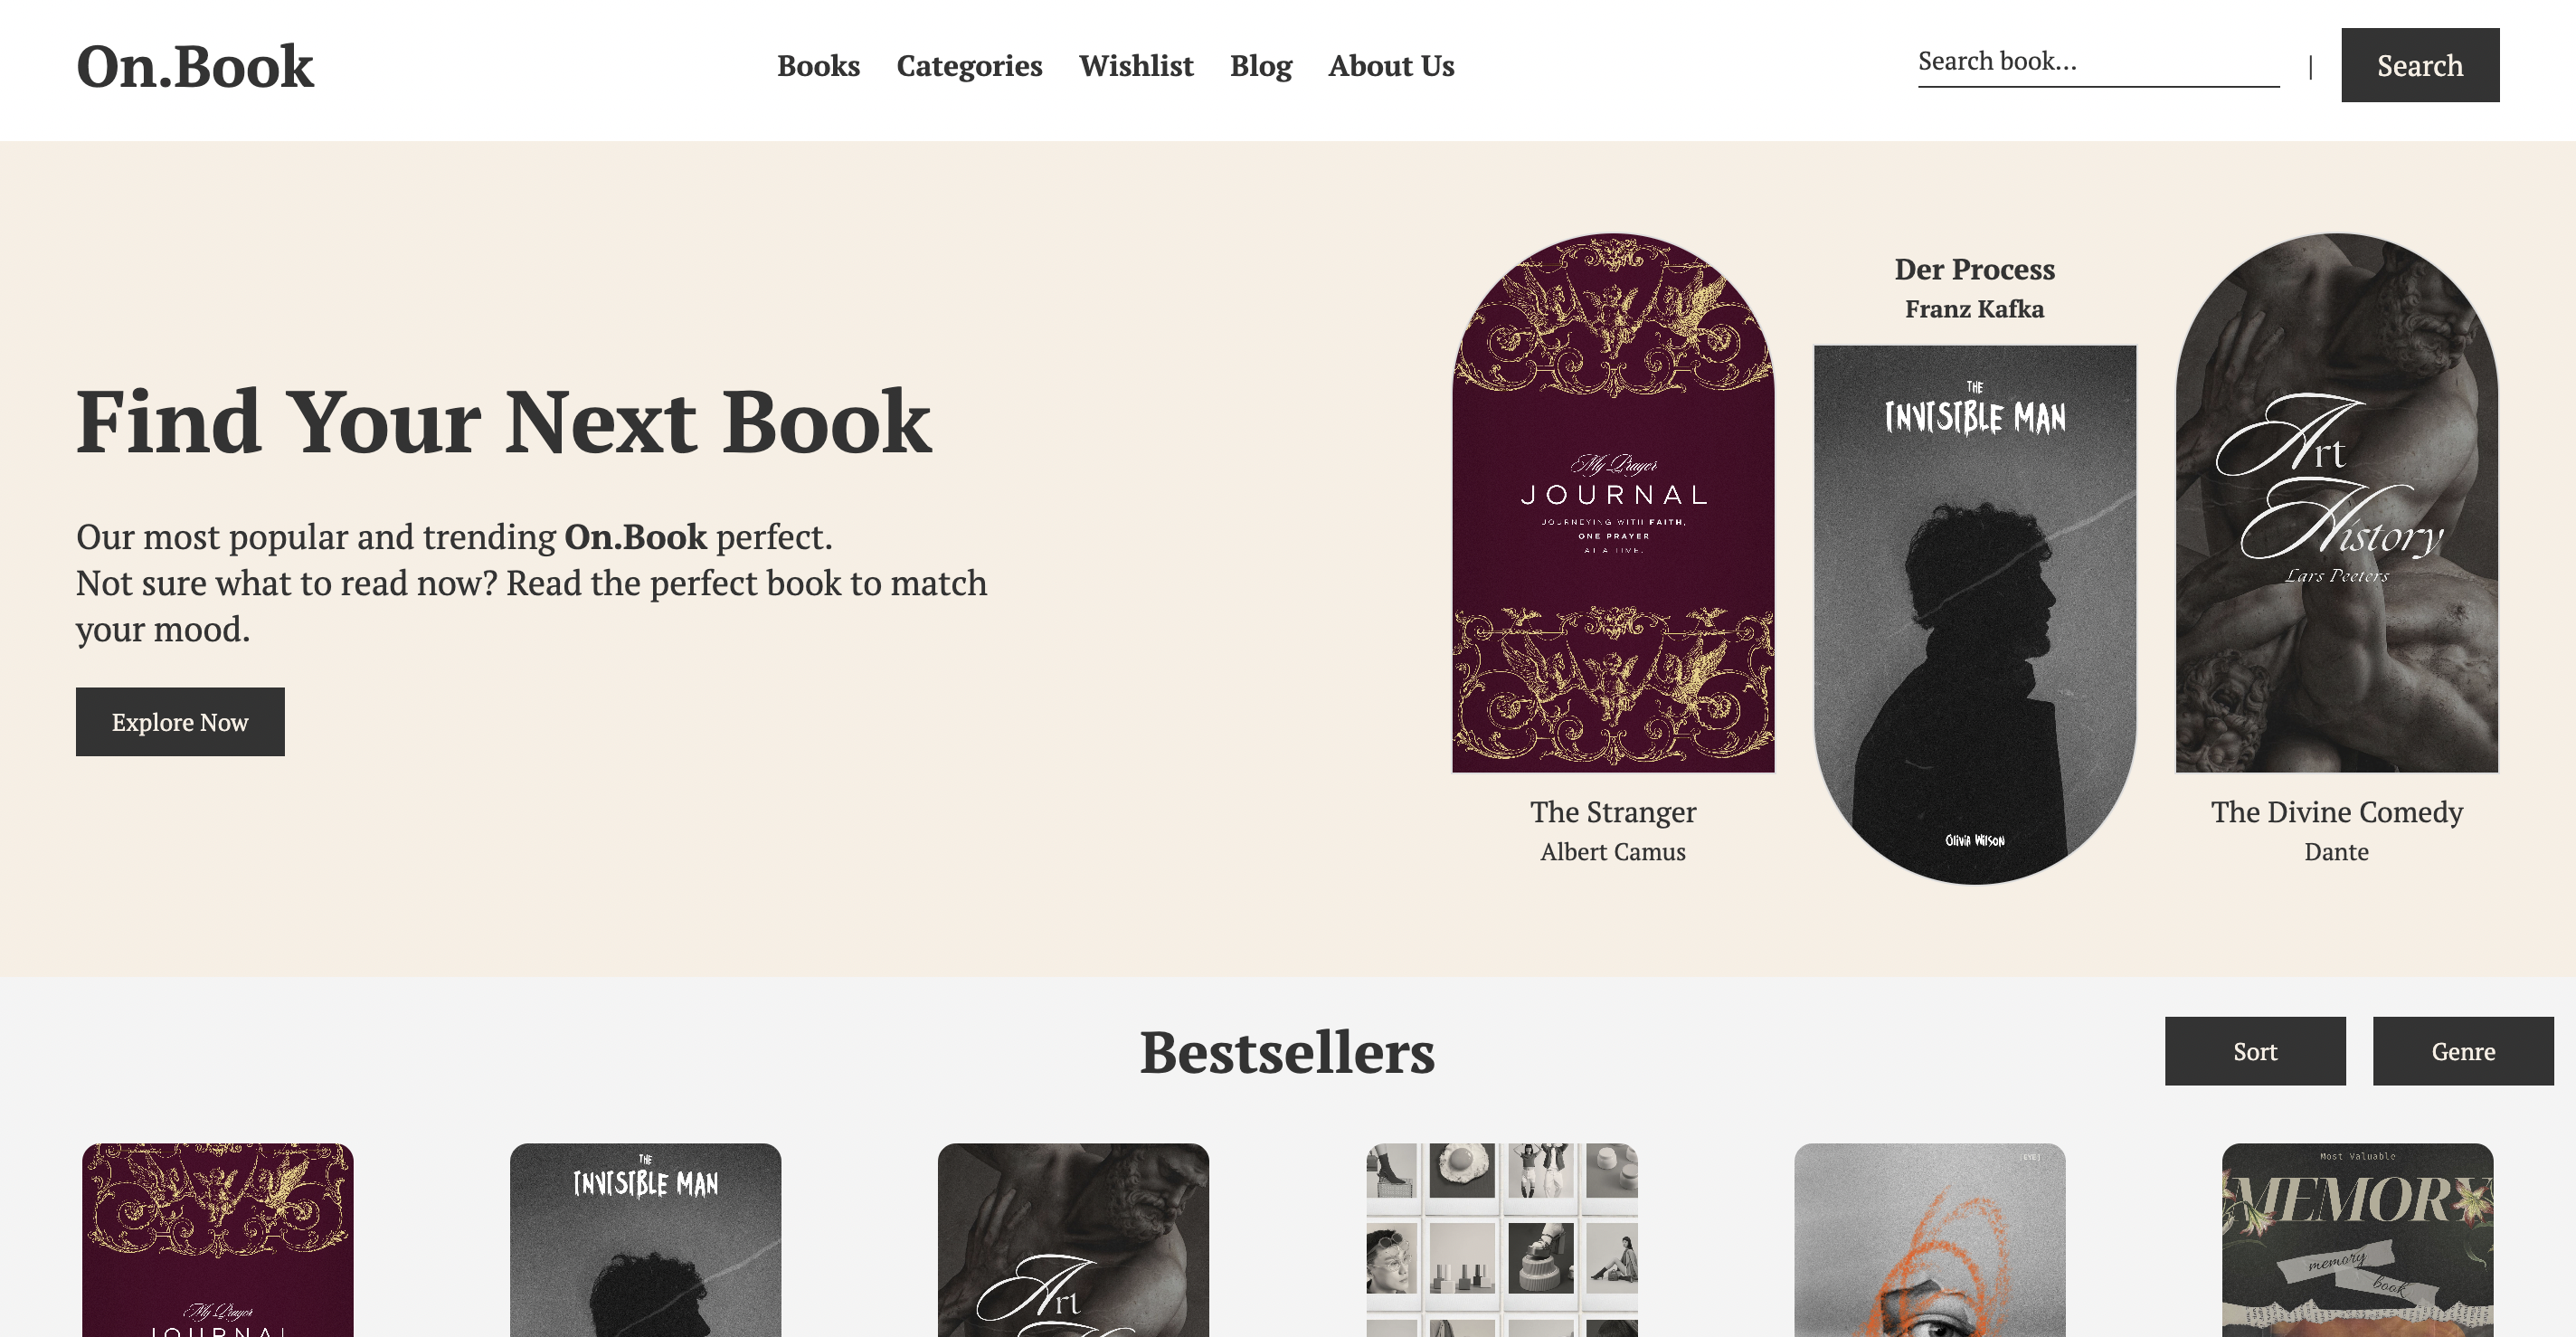 On.Book
Books Categories Wishlist Blog About Us
Search book...
|
Search
Find Your Next Book
Our most popular and trending On.Book perfect.
Not sure what to read now? Read the perfect book to match
your mood.
Explore Now
My Prayer
JOURNAL
JOURNEYING WITH FAITH,
ONE PRAYER
AT A TIME.
The Stranger
Albert Camus
Der Process
Franz Kafka
THE
INVISIBLE MAN
OLIVIA WILSON
Art
History
Lars Peeters
The Divine Comedy
Dante
Bestsellers
Sort
Genre
My Prayer
JOURNAL
THE
INVISIBLE MAN
Art
Most Valuable
MEMORY
memory
book